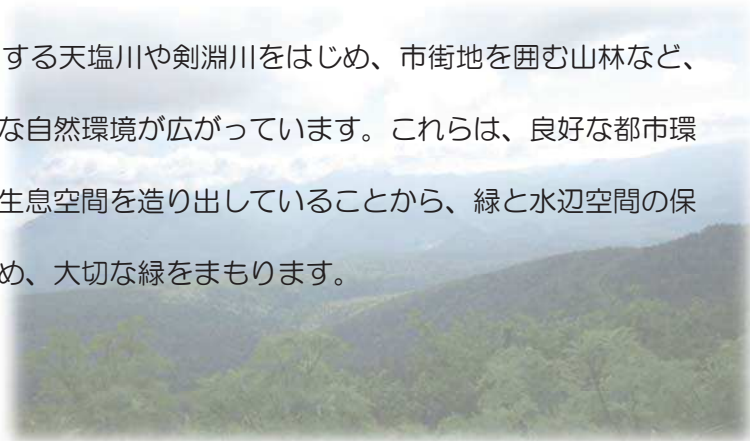 する天塩川や剣淵川をはじめ、市街地を囲む山林など、
な自然環境が広がっています。これらは、良好な都市環
生息空間を造り出していることから、緑と水辺空間の保
め、大切な緑をまもります。